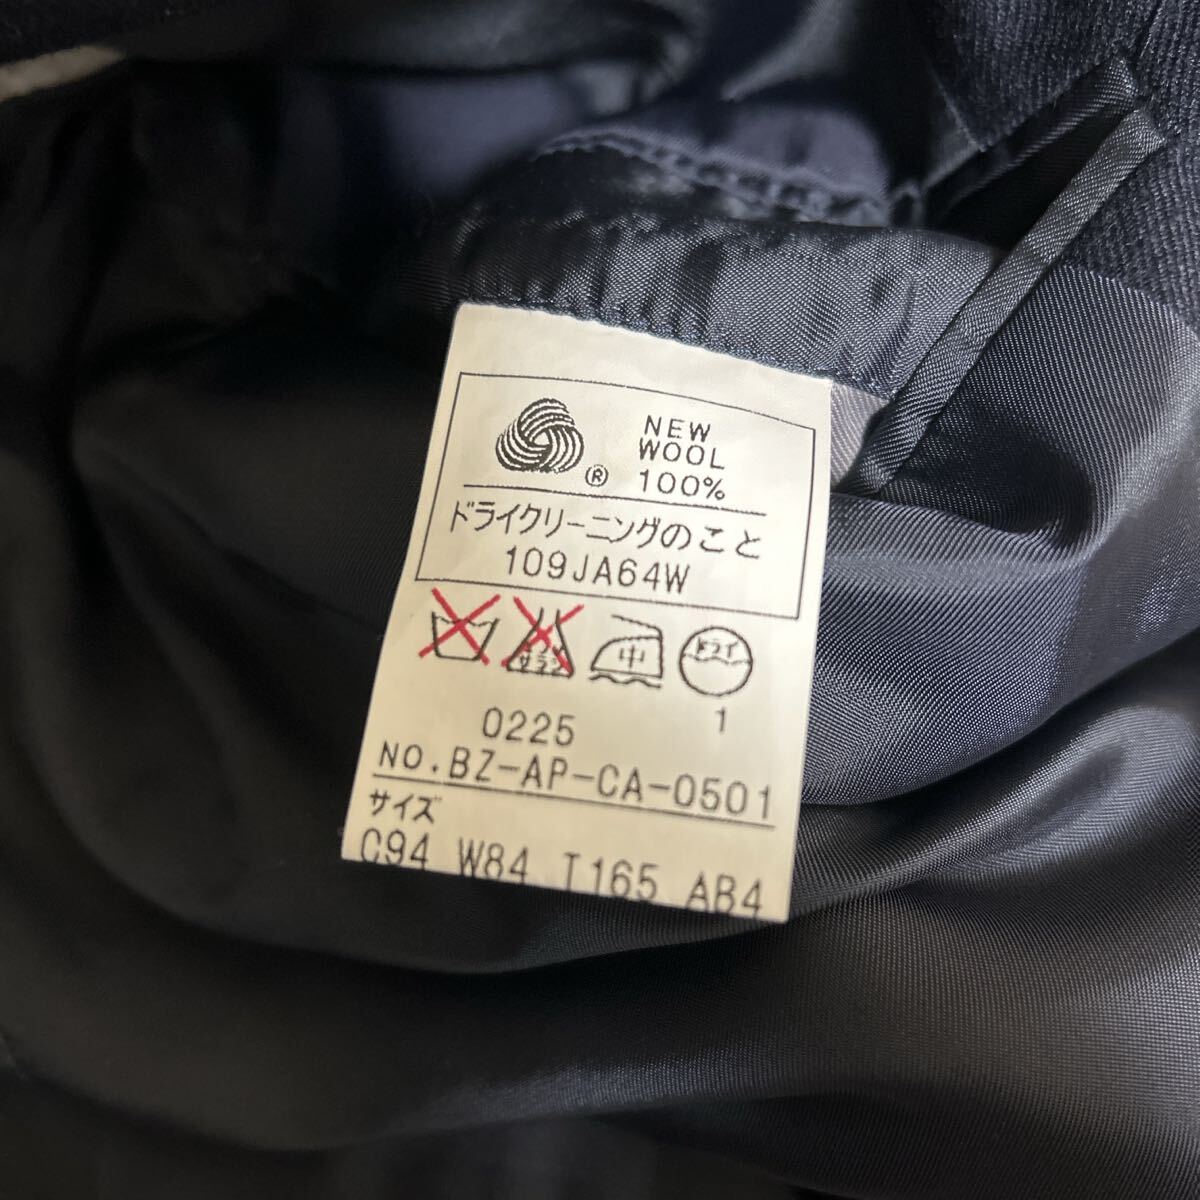 NEW
WOOL
100%
®
ドライクリーニングのこと
109JA64W
中
ドライ
0225
1
NO.BZ-AP-CA-0501
サイズ
C94 W84 T165 AB4